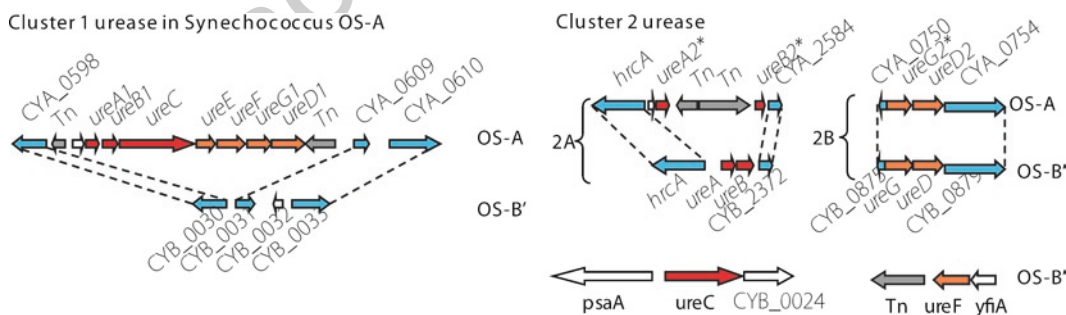 Cluster 1 urease in Synechococcus OS-A
CYA_0598
Tn
ureA1
ureB1
ureC
ureE
ureF
ureG1
ureD1
Tn
CYA_0609
CYA_0610
OS-A
OS-B'
CYB_0030
CYB_0031
CYB_0032
CYB_0033
Cluster 2 urease
hrcA
ureA2*
Tn
Tn
ureB2*
CYA_2584
2A
hrcA
ureA
ureB
CYB_2372
CYA_0750
ureG2*
ureD2
CYA_0754
OS-A
2B
OS-B'
CYB_0875
ureG
ureD
CYB_0879
psaA
ureC
CYB_0024
Tn
ureF
yfiA
OS-B'